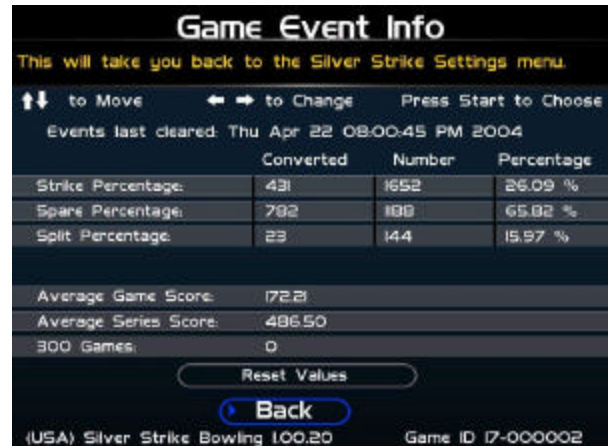 Game Event Info
This will take you back to the Silver Strike Settings menu.
to Move to Change Press Start to Choose
Events last cleared: Thu Apr 22 08:00:45 PM 2004
Converted Number Percentage
Strike Percentage: 431 1652 26.09 %
Spare Percentage: 782 1188 65.82 %
Split Percentage: 23 144 15.97 %
Average Game Score: 172.21
Average Series Score: 486.50
300 Games: 0
Reset Values
Back
(USA) Silver Strike Bowling 1.00.20 Game ID 17-000002